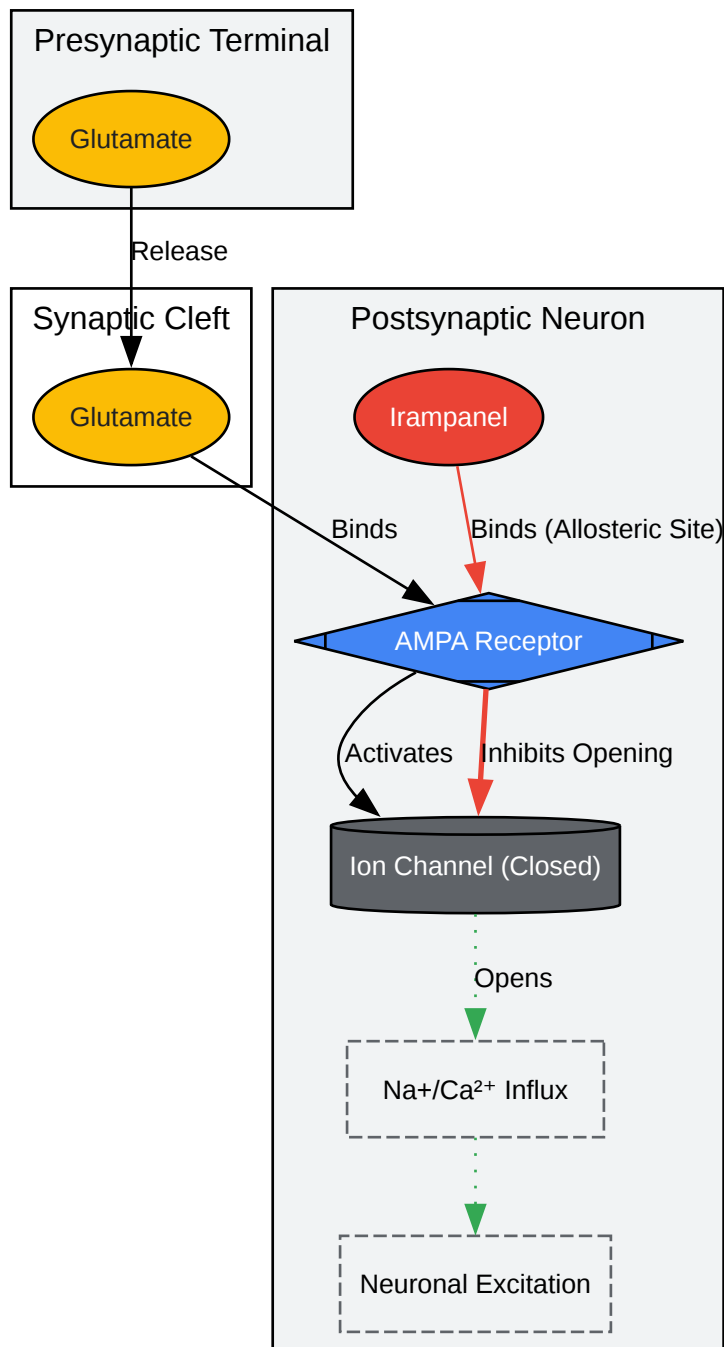 Presynaptic Terminal
Glutamate
Release
Synaptic Cleft
Postsynaptic Neuron
Glutamate
Irampanel
Binds
Binds (Allosteric Site)
AMPA Receptor
Activates
Inhibits Opening
Ion Channel (Closed)
Opens
Na+/Ca²⁺ Influx
Neuronal Excitation